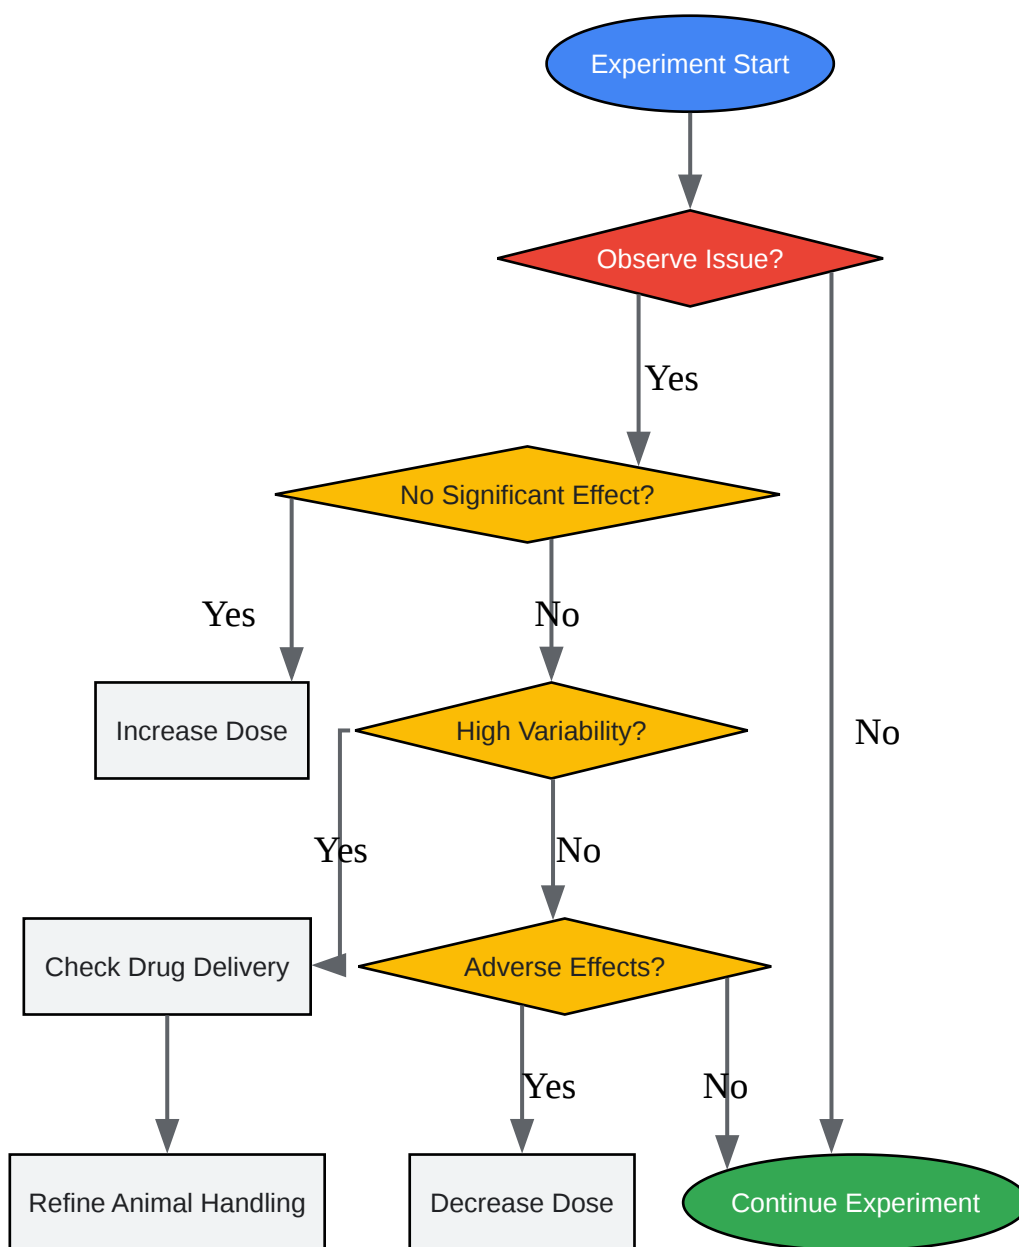 Experiment Start
Observe Issue?
Yes
No Significant Effect?
Yes
No
Increase Dose
High Variability?
No
Yes
No
Check Drug Delivery
Adverse Effects?
Yes
No
Refine Animal Handling
Decrease Dose
Continue Experiment